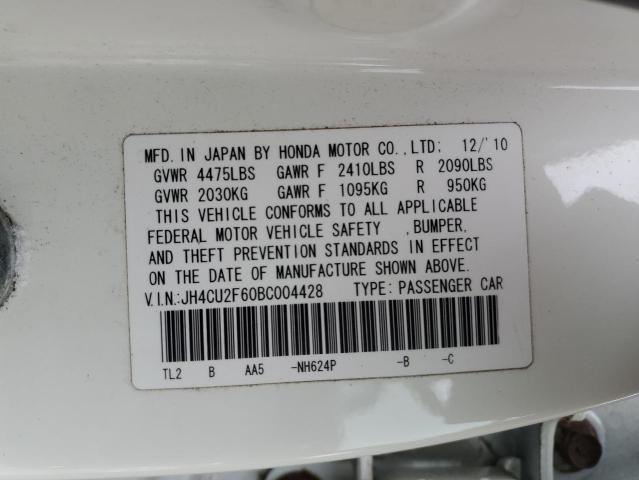 MFD. IN JAPAN BY HONDA MOTOR CO.,LTD: 12/'10
GVWR 4475LBS GAWR F 2410LBS R 2090LBS
GVWR 2030KG GAWR F 1095KG R 950KG
THIS VEHICLE CONFORMS TO ALL APPLICABLE
FEDERAL MOTOR VEHICLE SAFETY ,BUMPER,
AND THEFT PREVENTION STANDARDS IN EFFECT
ON THE DATE OF MANUFACTURE SHOWN ABOVE.
V.I.N:JH4CU2F60BC004428 TYPE: PASSENGER CAR
TL2 B AA5 -NH624P -B -C